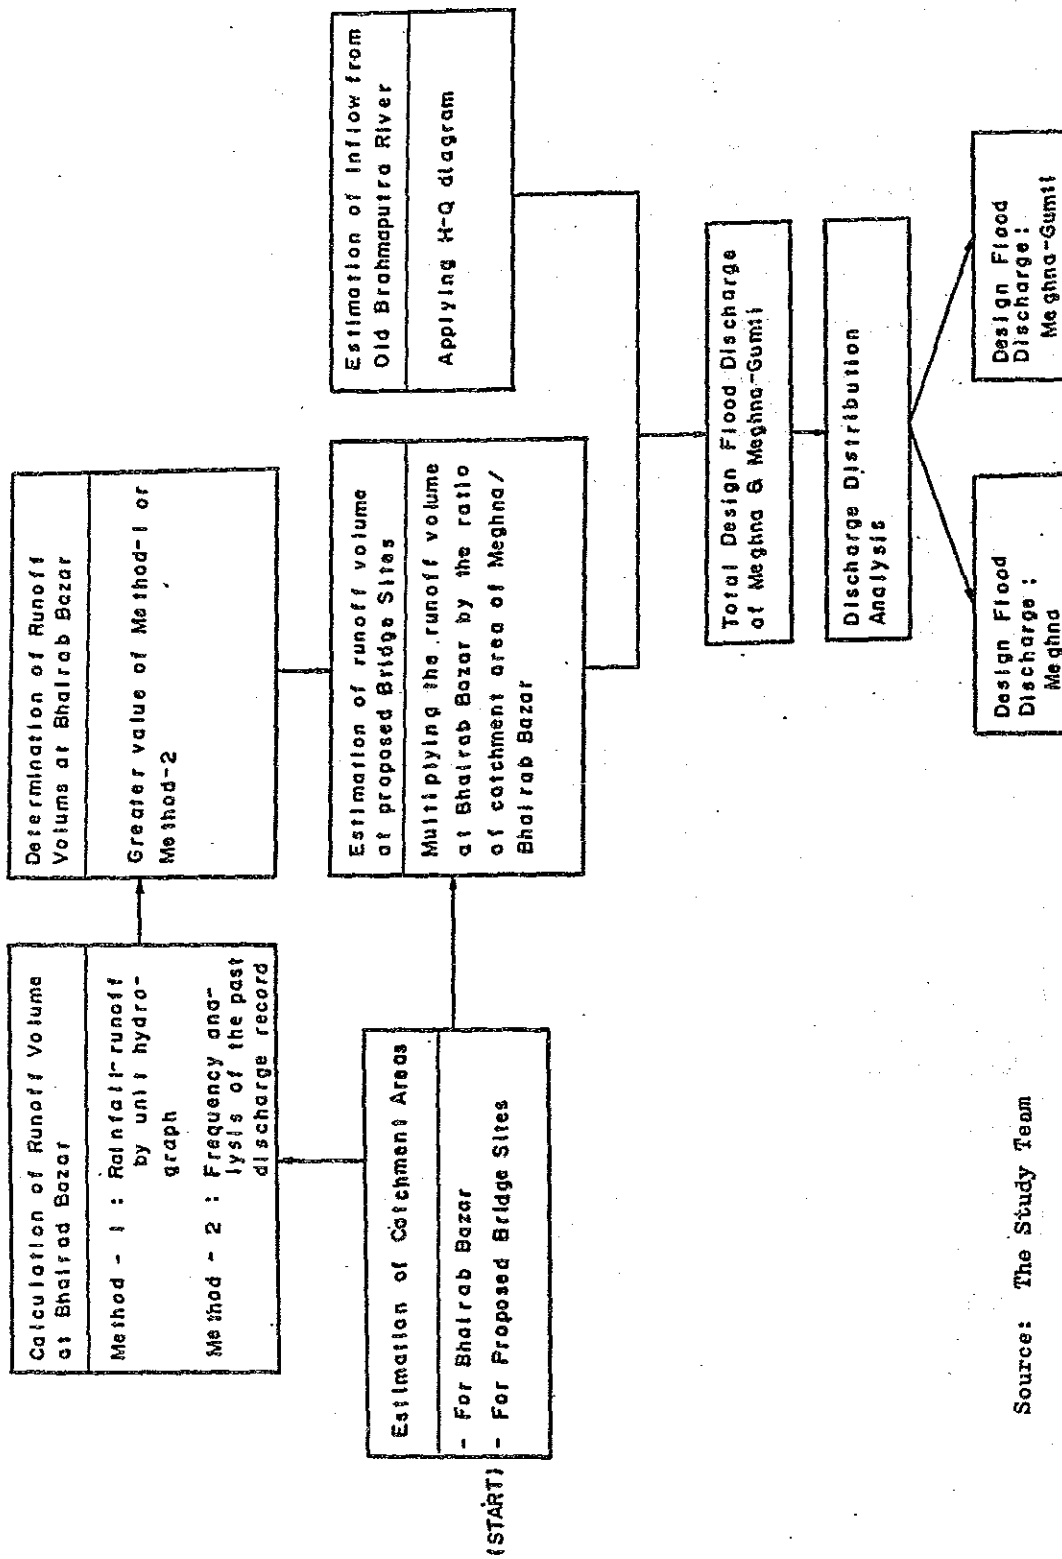 Calculation of Runoff Volume
at Bhairad Bazar
Method - 1 : Rainfall-runoff
by unit hydro-
graph
Method - 2 : Frequency ana-
lysis of the past
discharge record
Determination of Runoff
Volums at Bhairab Bazar
Greater value of Method-1 or
Method-2
Estimation of Catchment Areas
- For Bhairab Bazar
(START) - For Proposed Bridge Sites
Estimation of runoff volume
at proposed Bridge Sites
Multiplying the runoff volume
at Bhairab Bazar by the ratio
of catchment area of Meghna/
Bhairab Bazar
Estimation of Inflow from
Old Brahmaputra River
Applying H-Q diagram
Total Design Flood Discharge
of Meghna & Meghna-Gumti
Discharge Distribution
Analysis
Design Flood
Discharge :
Meghna
Design Flood
Discharge:
Meghna-Gumti
Source: The Study Team